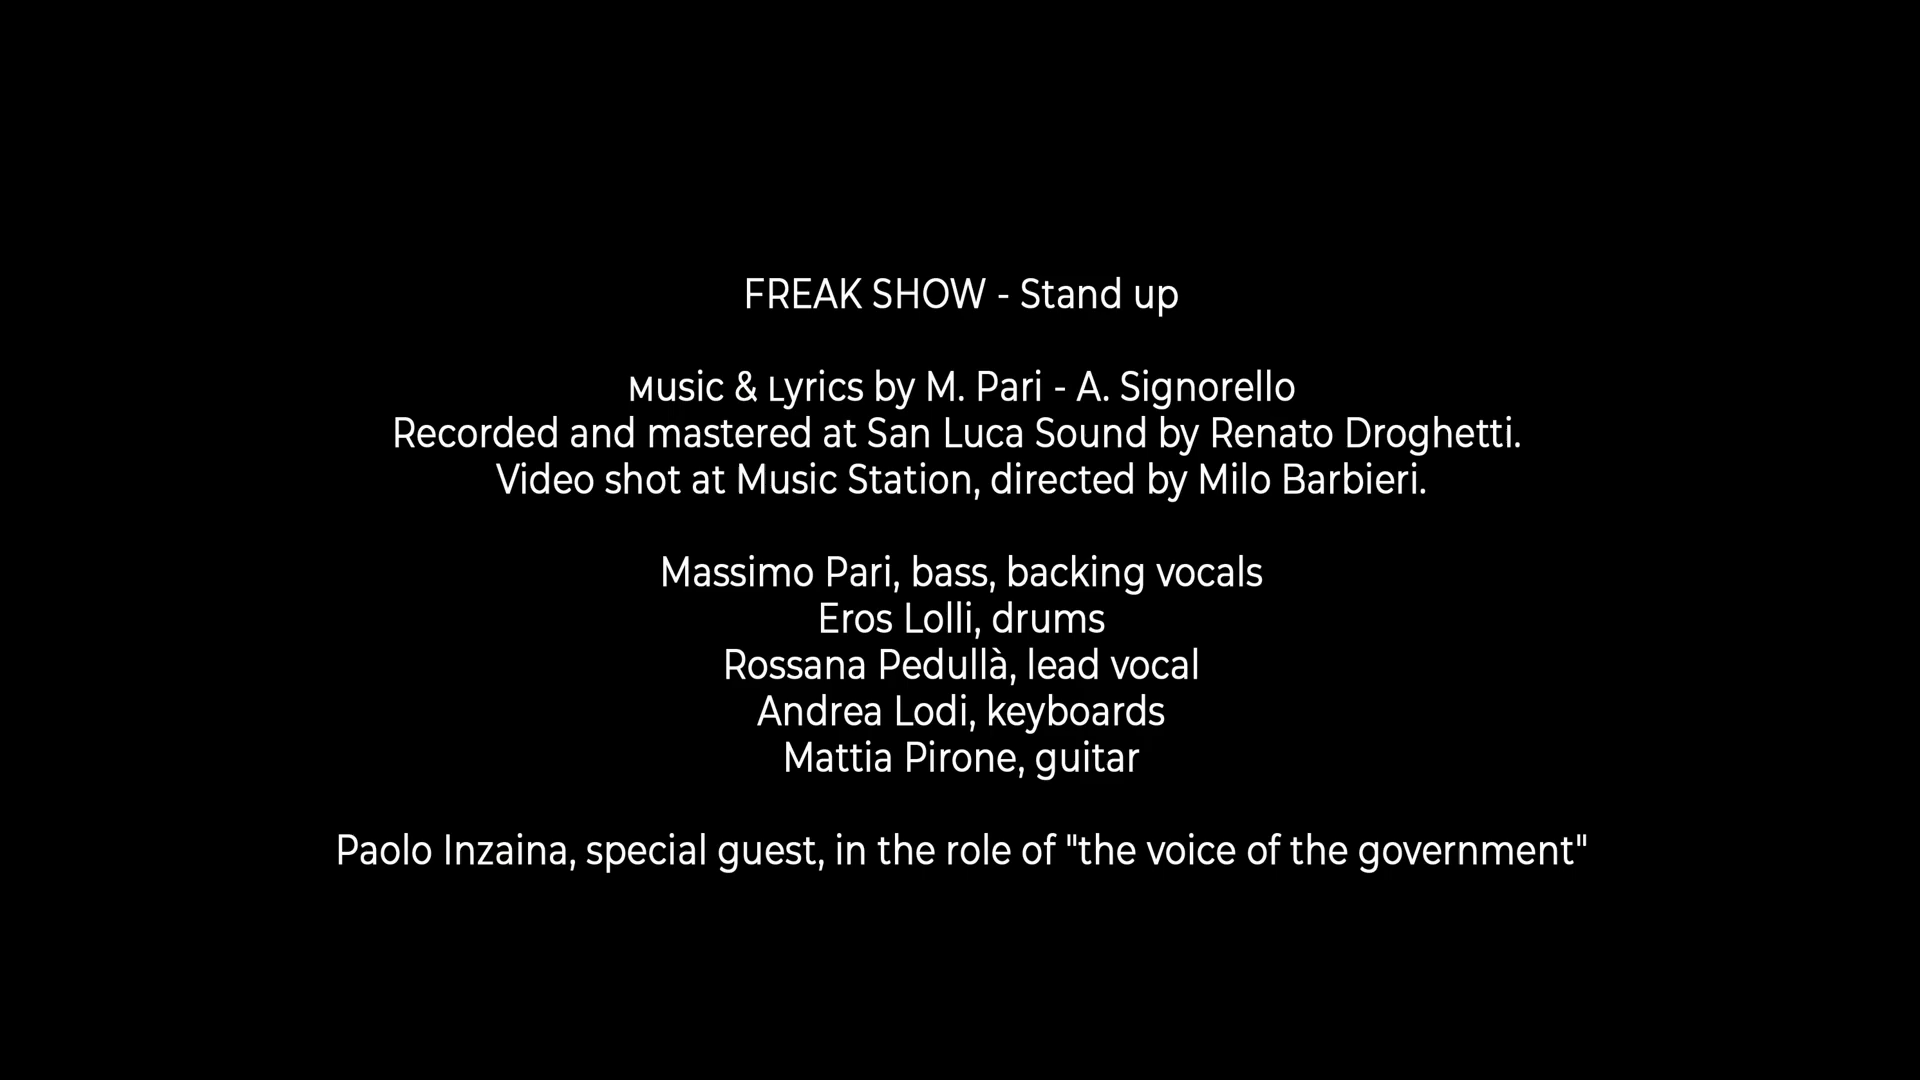 FREAK SHOW - Stand up
Music & Lyrics by M. Pari - A. Signorello
Recorded and mastered at San Luca Sound by Renato Droghetti.
Video shot at Music Station, directed by Milo Barbieri.
Massimo Pari, bass, backing vocals
Eros Lolli, drums
Rossana Pedullà, lead vocal
Andrea Lodi, keyboards
Mattia Pirone, guitar
Paolo Inzaina, special guest, in the role of "the voice of the government"